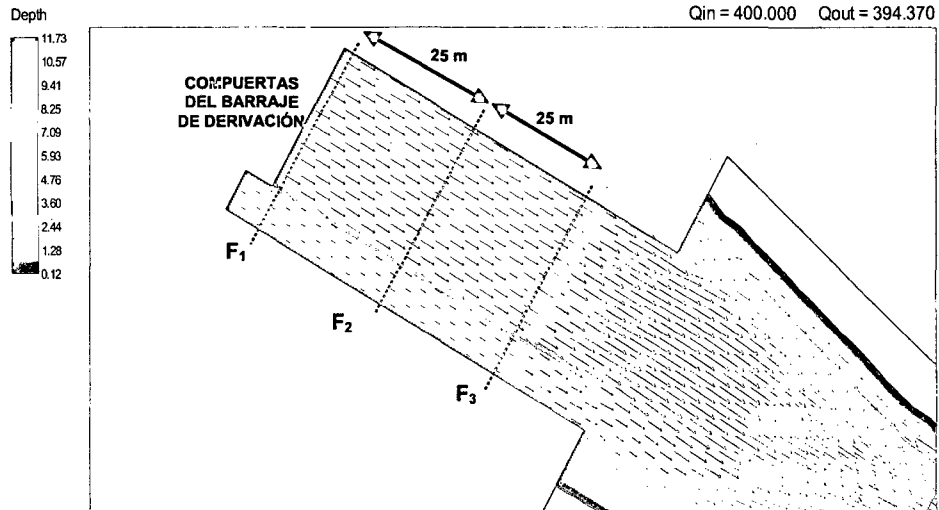 Depth
Qin = 400.000 Qout = 394.370
11.73
10.57
9.41
8.25
7.09
5.93
4.76
3.60
2.44
1.28
0.12
COMPUERTAS
DEL BARRAJE
DE DERIVACIÓN
25 m
25 m
F1
F2
F3